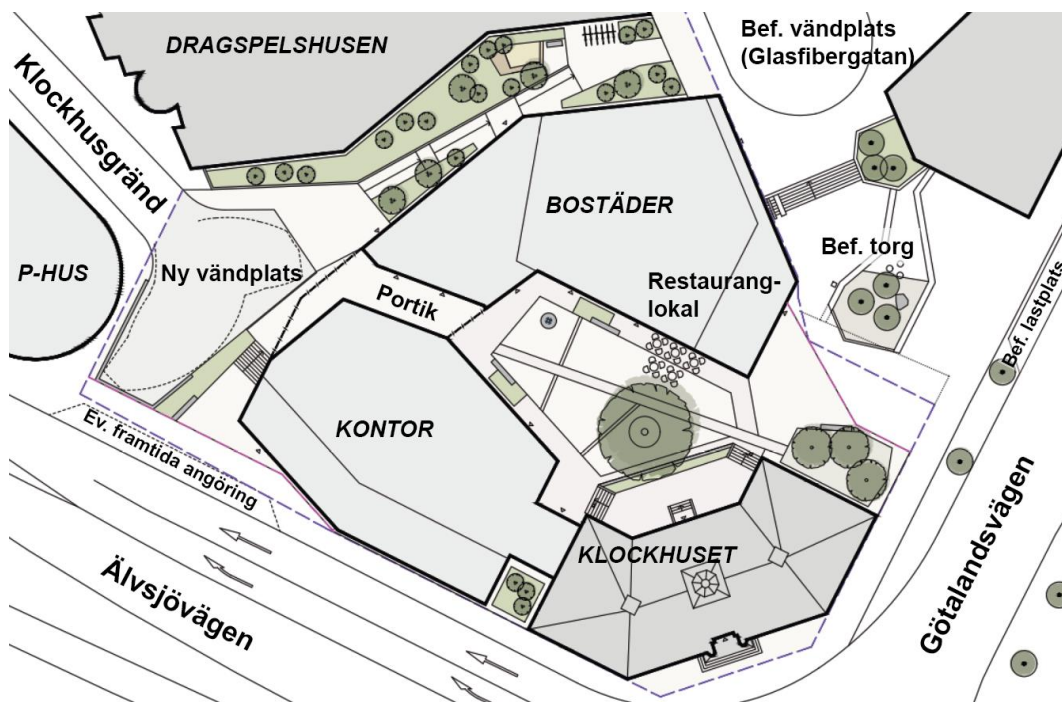 DRAGSPELSHUSEN
Bef. vändplats
(Glasfibergatan)
Klockhusgränd
BOSTÄDER
P-HUS
Ny vändplats
Bef. torg
Restaurang-
lokal
Portik
Bef. lastplats
KONTOR
Ev. framtida angöring
KLOCKHUSET
Älvsjövägen
Götalandsvägen